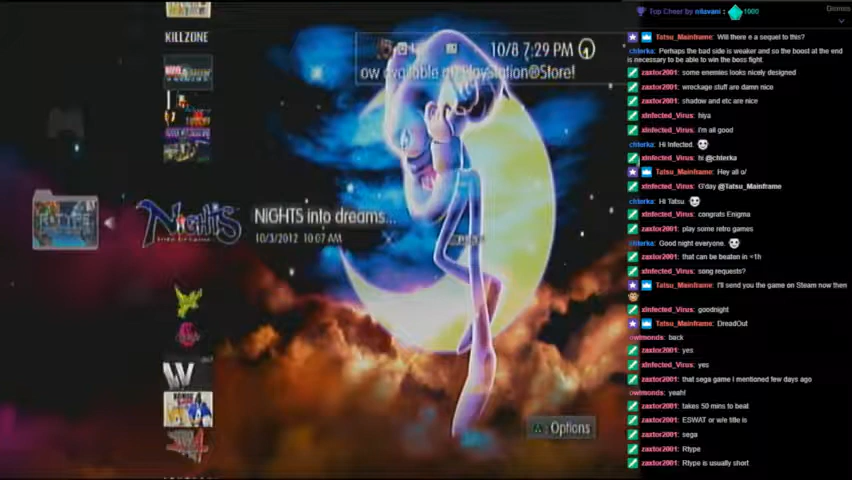 KILLZONE
10/8 7:29 PM
ow available on PlayStation®Store!
NiGHTS
NiGHTS into dreams...
10/3/2012 10:07 AM
Options
Top Cheer by nilsvani : 1000
Tatsu_Mainframe: Will there e a sequel to this?
chterka: Perhaps the bad side is weaker and so the boost at the end
is necessary to be able to win the boss fight.
zaxtor2001: some enemies looks nicely designed
zaxtor2001: wreckage stuff are damn nice
zaxtor2001: shadow and etc are nice
xInfected_Virus: hiya
xInfected_Virus: i'm all good
chterka: Hi Infected.
xInfected_Virus: hi @chterka
Tatsu_Mainframe: Hey all o/
xInfected_Virus: G'day @Tatsu_Mainframe
chterka: Hi Tatsu
xInfected_Virus: congrats Enigma
zaxtor2001: play some retro games
chterka: Good night everyone.
zaxtor2001: that can be beaten in <1h
xInfected_Virus: song requests?
Tatsu_Mainframe: I'll send you the game on Steam now then
xInfected_Virus: goodnight
Tatsu_Mainframe: DreadOut
owlmonds: back
zaxtor2001: yes
xInfected_Virus: yes
zaxtor2001: that sega game I mentioned few days ago
owlmonds: yeah!
zaxtor2001: takes 50 mins to beat
zaxtor2001: ESWAT or w/e title is
zaxtor2001: sega
zaxtor2001: Rtype
zaxtor2001: Rtype is usually short